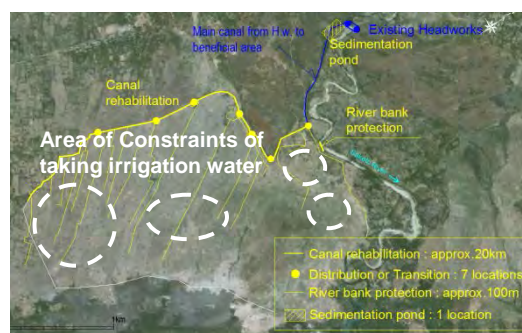 Main canal from H.w. to
beneficial area
Existing Headworks
Sedimentation
pond
Canal
rehabilitation
River bank
protection
Area of Constraints of
taking irrigation water
Canal rehabilitation : approx.20km
Distribution or Transition : 7 locations
River bank protection : approx.100m
Sedimentation pond : 1 location
1km